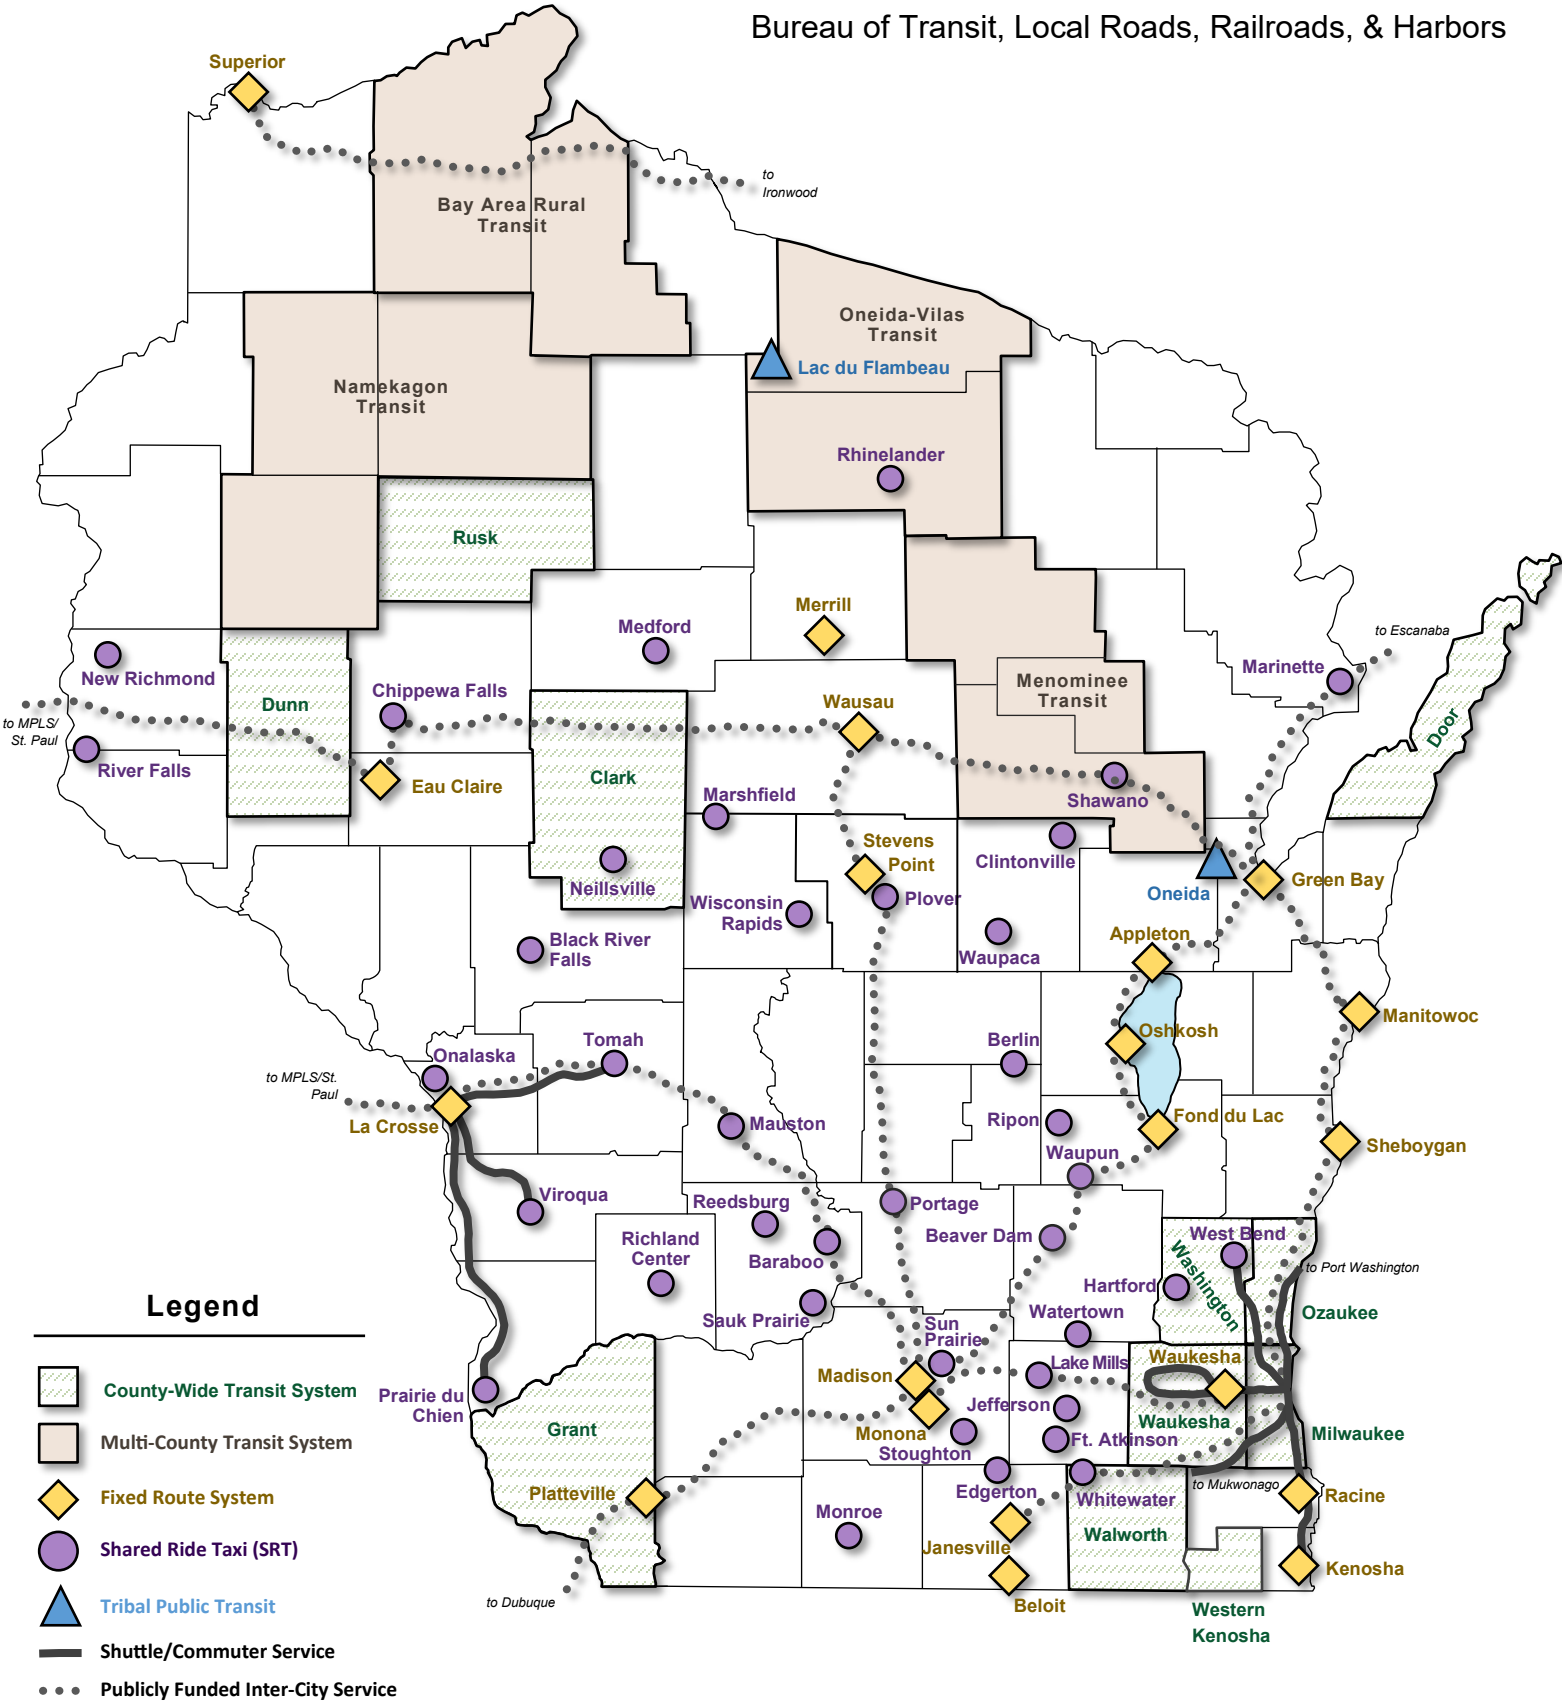 Bureau of Transit, Local Roads, Railroads, & Harbors
Superior
to
Ironwood
Bay Area Rural
Transit
Oneida-Vilas
Transit
Lac du Flambeau
Namekagon
Transit
Rhinelander
Rusk
Merrill
Medford
to Escanaba
Marinette
New Richmond
Chippewa Falls
Menominee
Transit
Dunn
Wausau
to MPLS/
St. Paul
Door
River Falls
Eau Claire
Clark
Marshfield
Shawano
Stevens
Point
Clintonville
Neillsville
Green Bay
Oneida
Wisconsin
Rapids
Plover
Black River
Falls
Appleton
Waupaca
Manitowoc
Oshkosh
Tomah
Berlin
Onalaska
to MPLS/St.
Paul
La Crosse
Mauston
Ripon
Fond du Lac
Sheboygan
Waupun
Viroqua
Reedsburg
Portage
Beaver Dam
West Bend
Washington
Richland
Center
Baraboo
to Port Washington
Hartford
Legend
Sauk Prairie
Watertown
Ozaukee
Sun
Prairie
Waukesha
Lake Mills
Madison
County-Wide Transit System
Prairie du
Chien
Jefferson
Grant
Waukesha
Monona
Ft. Atkinson
Milwaukee
Multi-County Transit System
Stoughton
to Mukwonago
Edgerton
Whitewater
Platteville
Racine
Fixed Route System
Monroe
Walworth
Janesville
Shared Ride Taxi (SRT)
Kenosha
to Dubuque
Beloit
Tribal Public Transit
Western
Kenosha
Shuttle/Commuter Service
Publicly Funded Inter-City Service